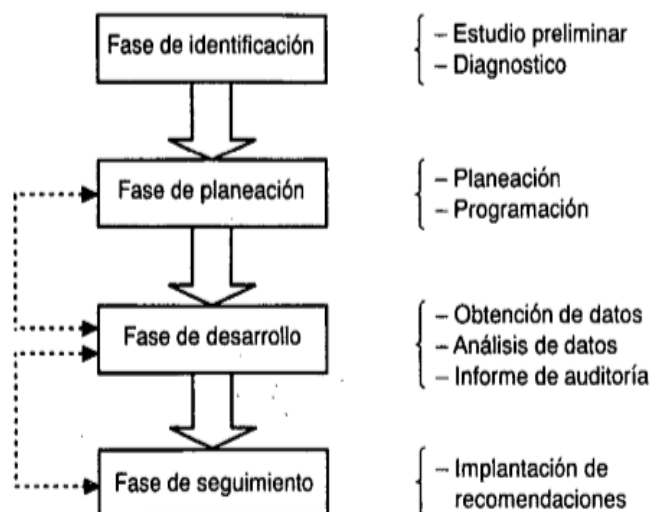 Fase de identificación
– Estudio preliminar
– Diagnostico
Fase de planeación
– Planeación
– Programación
Fase de desarrollo
– Obtención de datos
– Análisis de datos
– Informe de auditoría
Fase de seguimiento
– Implantación de
recomendaciones